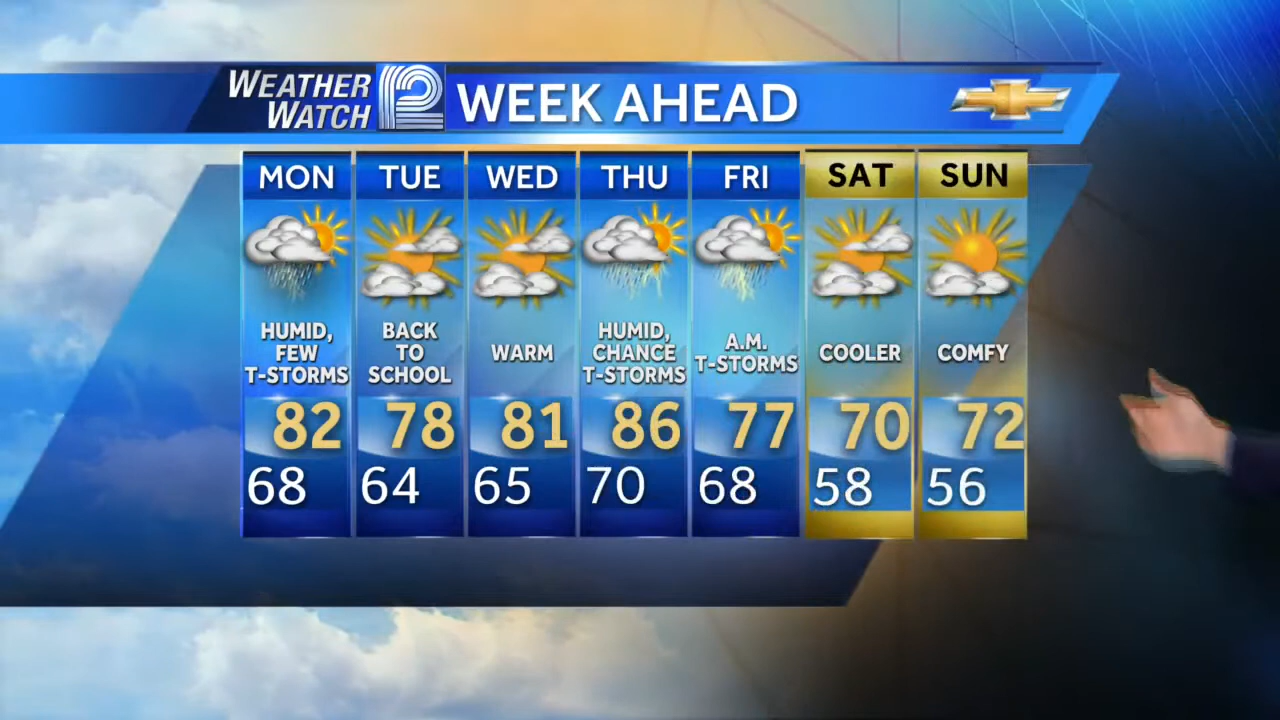 WEATHER
WATCH 12 WEEK AHEAD
MON TUE WED THU FRI SAT SUN
HUMID,
FEW
T-STORMS
BACK
TO
SCHOOL
WARM
HUMID,
CHANCE
T-STORMS
A.M.
T-STORMS
COOLER
COMFY
82 78 81 86 77 70 72
68 64 65 70 68 58 56